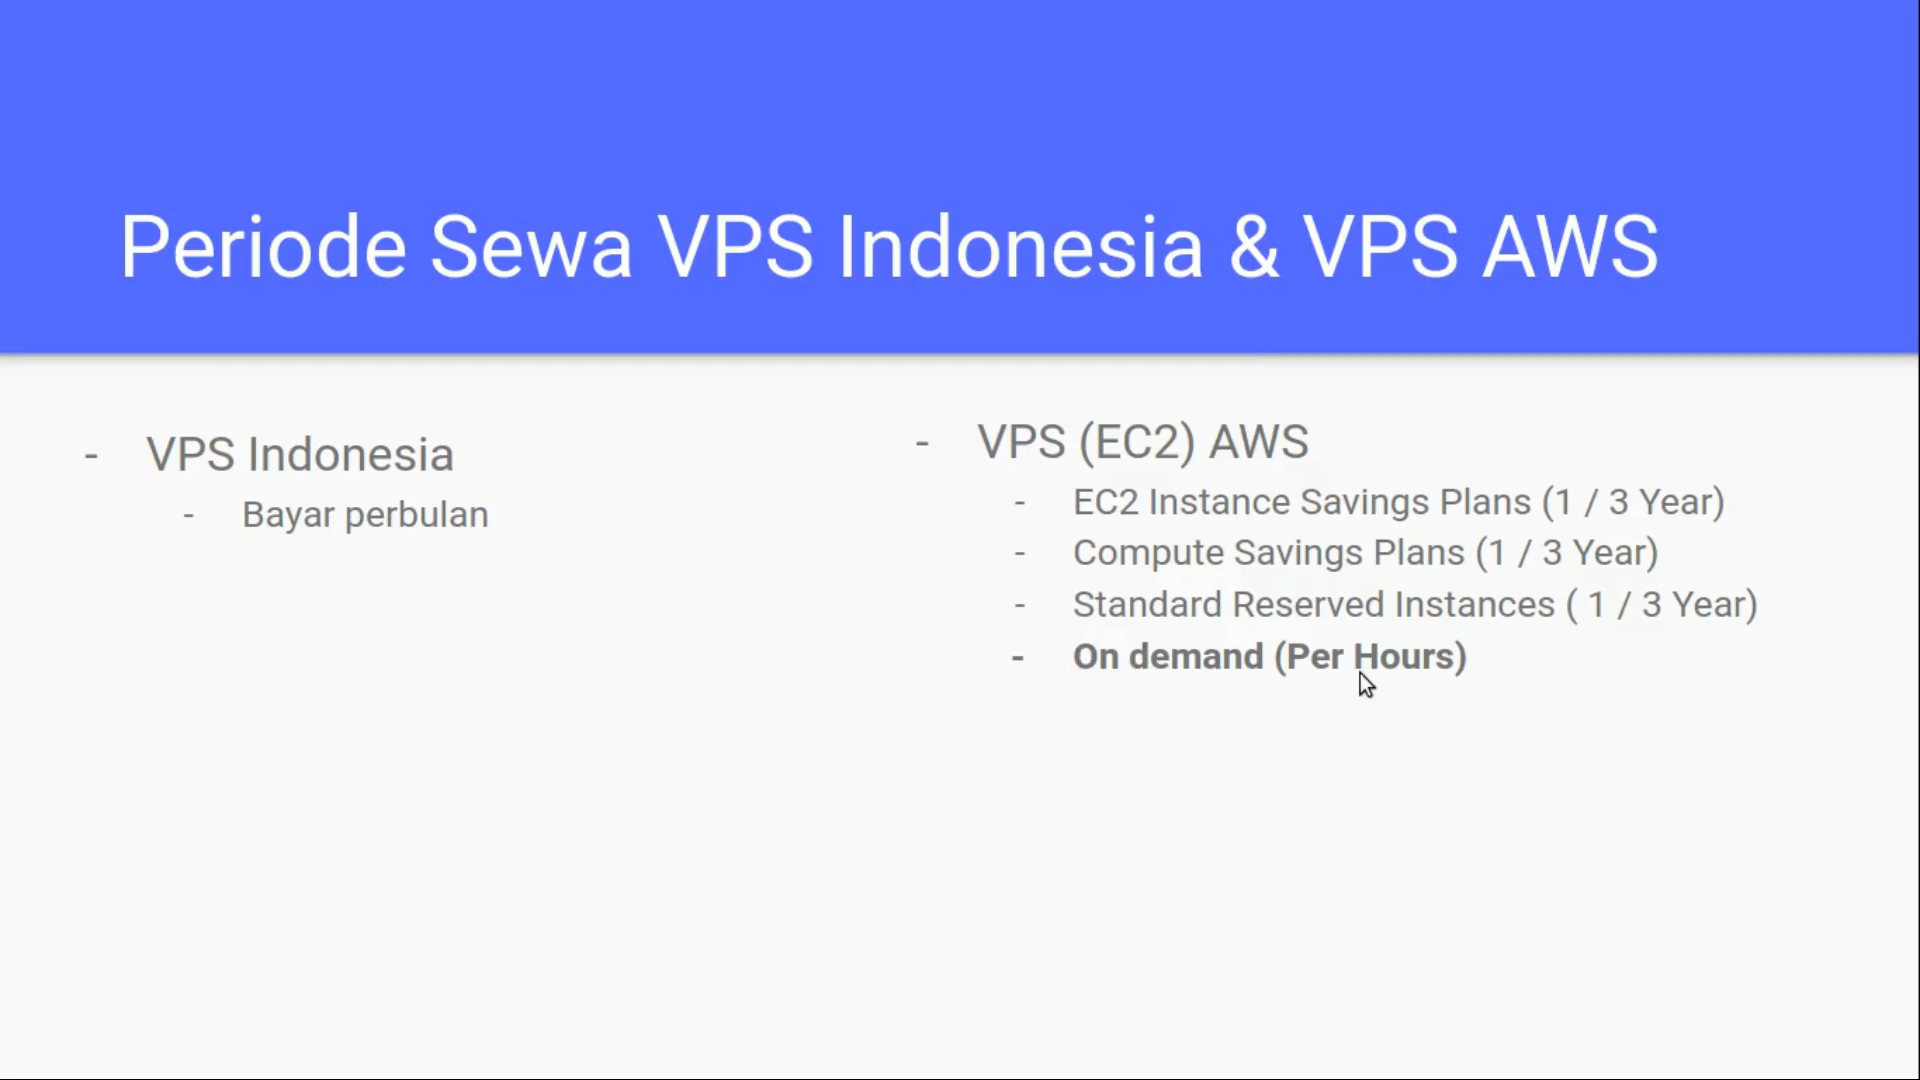 Periode Sewa VPS Indonesia & VPS AWS
- VPS Indonesia
- Bayar perbulan
- VPS (EC2) AWS
- EC2 Instance Savings Plans (1 / 3 Year)
- Compute Savings Plans (1 / 3 Year)
- Standard Reserved Instances ( 1 / 3 Year)
- On demand (Per Hours)